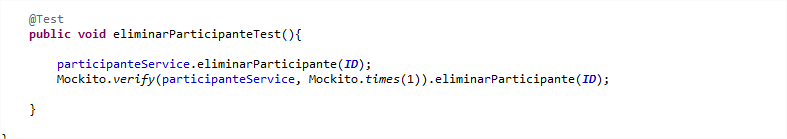 @Test
public void eliminarParticipanteTest(){
participanteService.eliminarParticipante(ID);
Mockito.verify(participanteService, Mockito.times(1)).eliminarParticipante(ID);
}